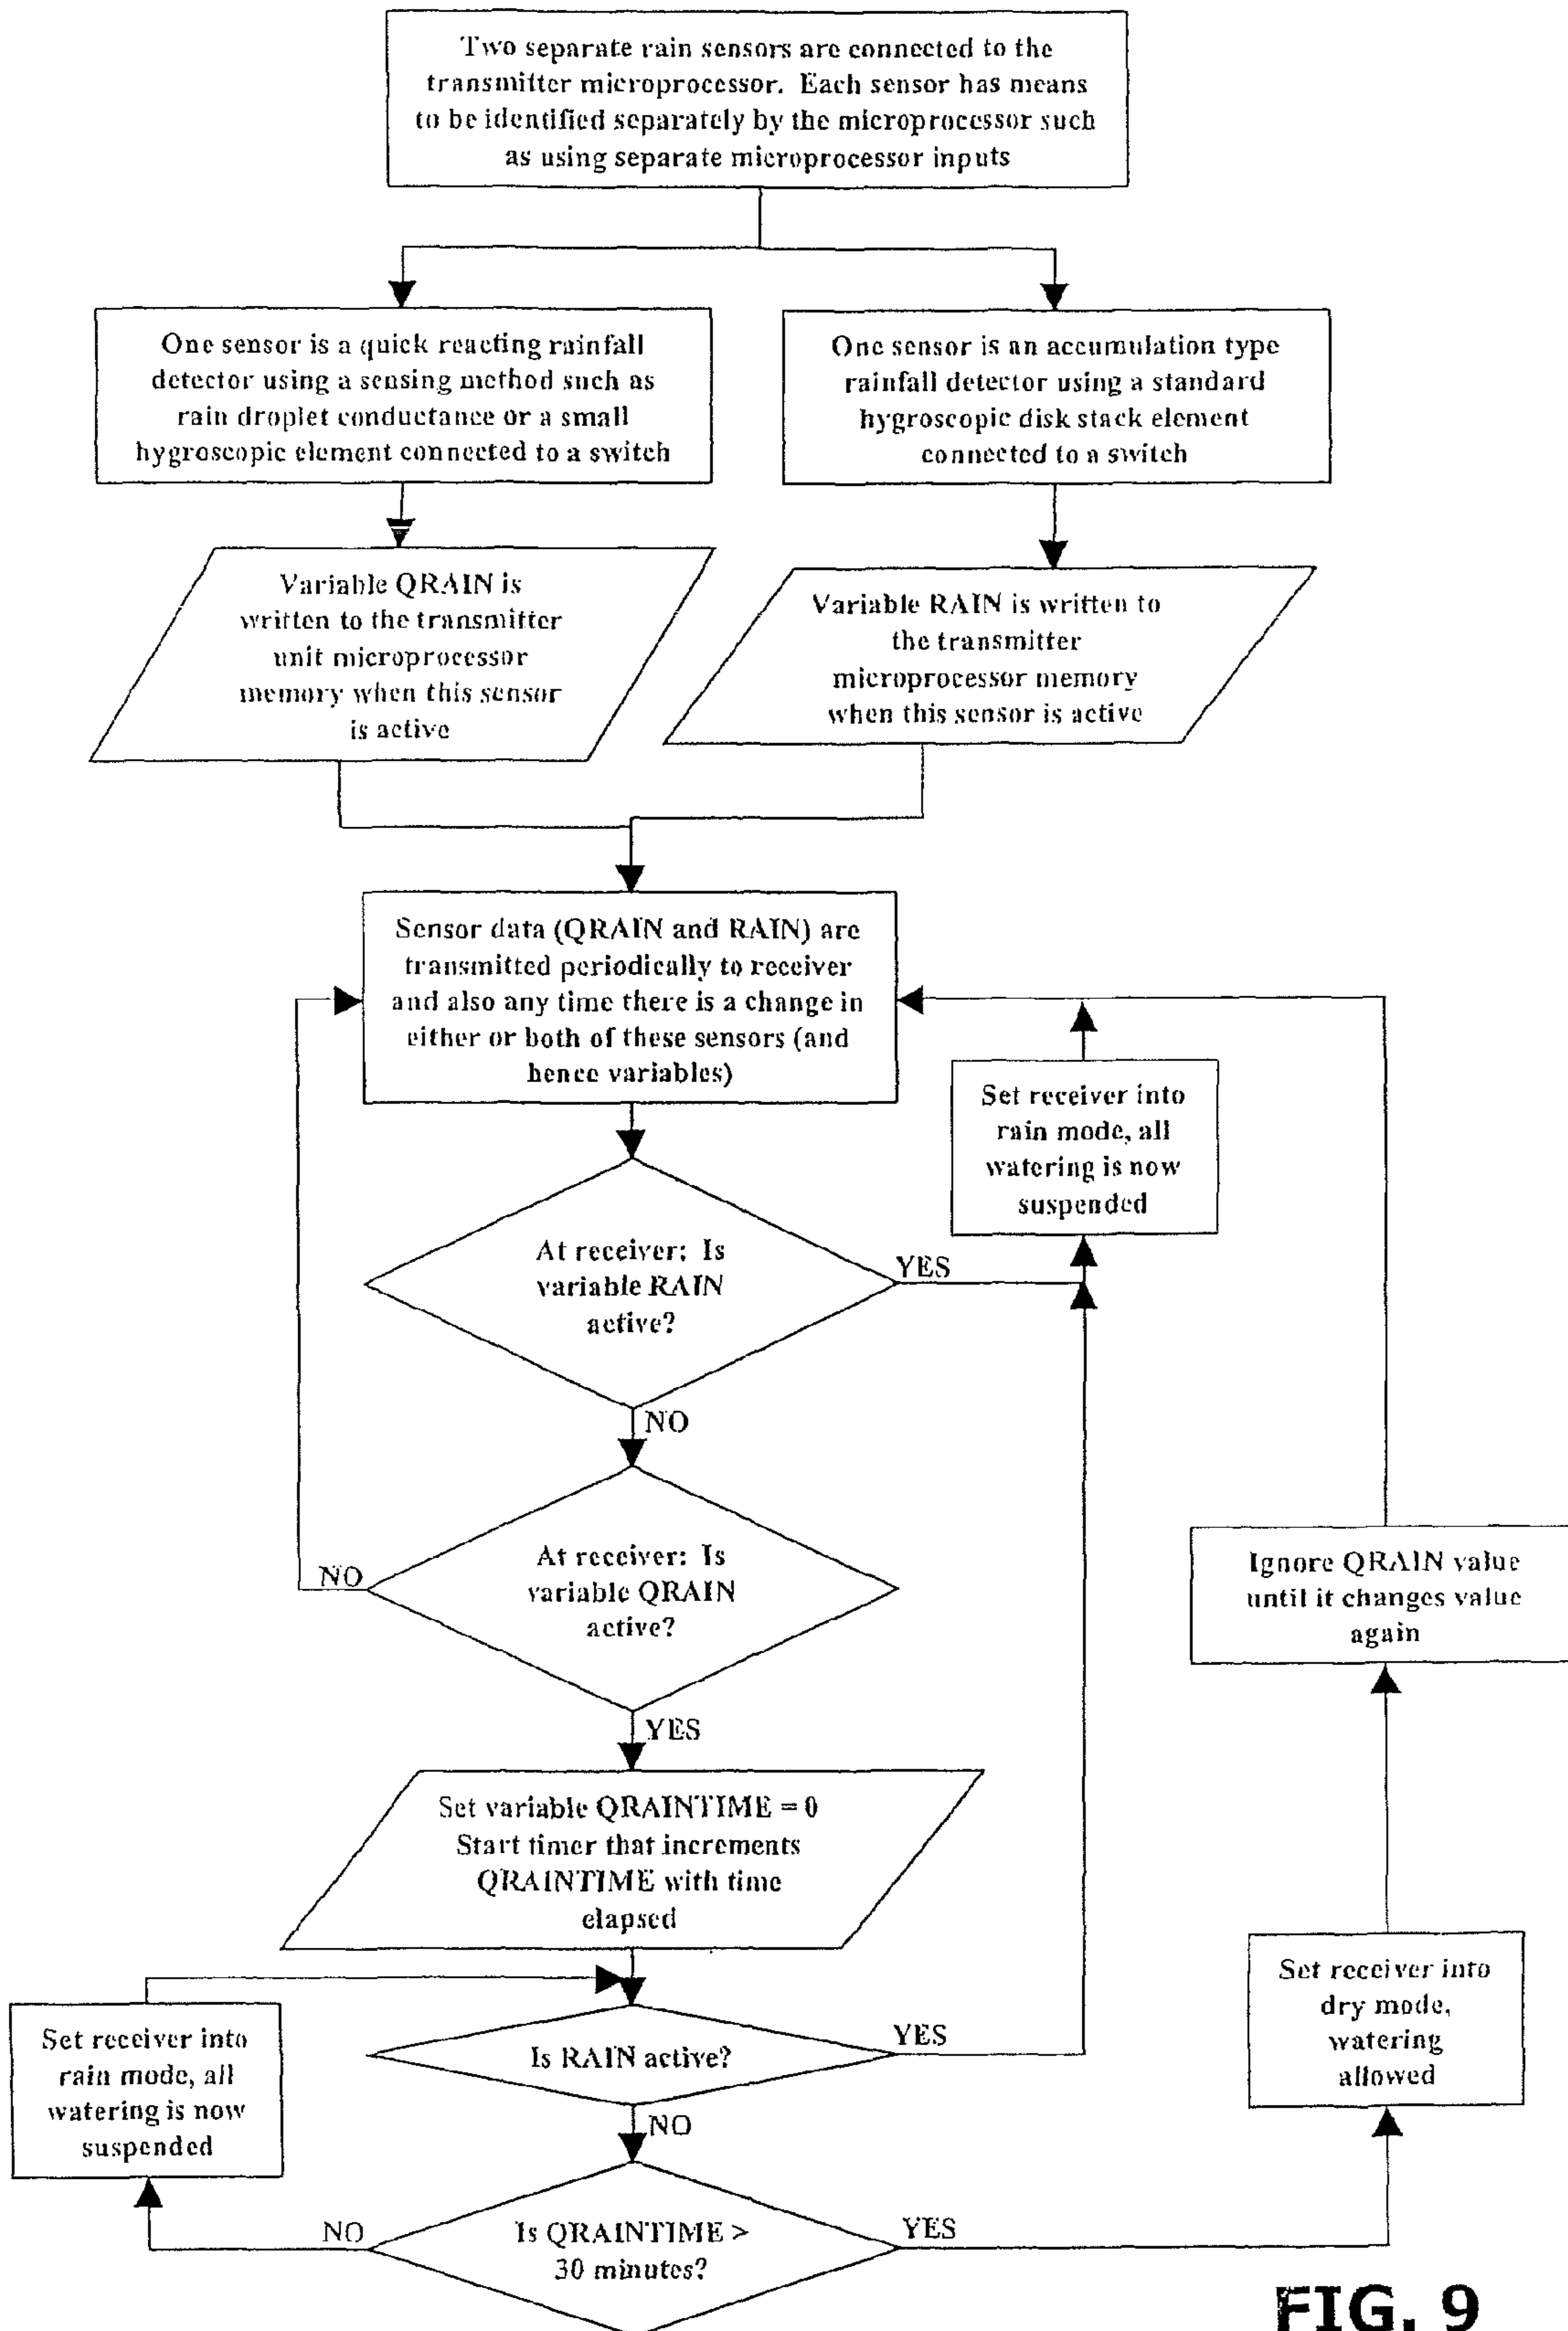 Two separate rain sensors are connected to the
transmitter microprocessor. Each sensor has means
to be identified separately by the microprocessor such
as using separate microprocessor inputs
One sensor is a quick reacting rainfall
detector using a sensing method such as
rain droplet conductance or a small
hygroscopic element connected to a switch
One sensor is an accumulation type
rainfall detector using a standard
hygroscopic disk stack element
connected to a switch
Variable QRAIN is
written to the transmitter
unit microprocessor
memory when this sensor
is active
Variable RAIN is written to
the transmitter
microprocessor memory
when this sensor is active
Sensor data (QRAIN and RAIN) are
transmitted periodically to receiver
and also any time there is a change in
either or both of these sensors (and
hence variables)
Set receiver into
rain mode, all
watering is now
suspended
At receiver: Is
variable RAIN
active?
YES
NO
At receiver: Is
variable QRAIN
active?
NO
YES
Ignore QRAIN value
until it changes value
again
Set variable QRAINTIME = 0
Start timer that increments
QRAINTIME with time
elapsed
Set receiver into
rain mode, all
watering is now
suspended
Is RAIN active?
YES
NO
Set receiver into
dry mode,
watering
allowed
Is QRAINTIME >
30 minutes?
NO
YES
FIG. 9